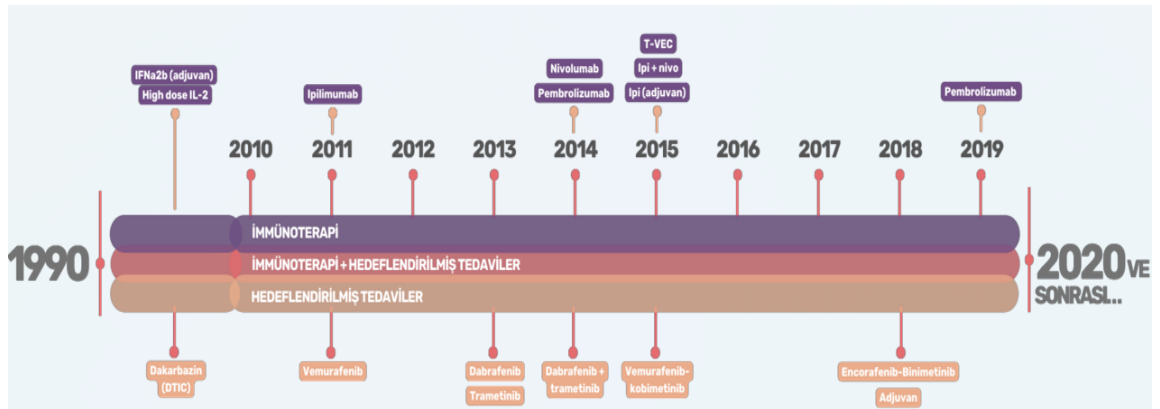 T-VEC
IFNa2b (adjuvan)
Nivolumab
Ipi + nivo
High dose IL-2
Ipilimumab
Pembrolizumab
Ipi (adjuvan)
Pembrolizumab
2010
2011
2012
2013
2014
2015
2016
2017
2018
2019
1990
İMMÜNOTERAPİ
İMMÜNOTERAPİ + HEDEFLENDİRİLMİŞ TEDAVİLER
HEDEFLENDİRİLMİŞ TEDAVİLER
2020 VE
SONRASI..
Dakarbazin
(DTIC)
Vemurafenib
Dabrafenib
Trametinib
Dabrafenib +
trametinib
Vemurafenib-
kobimetinib
Encorafenib-Binimetinib
Adjuvan